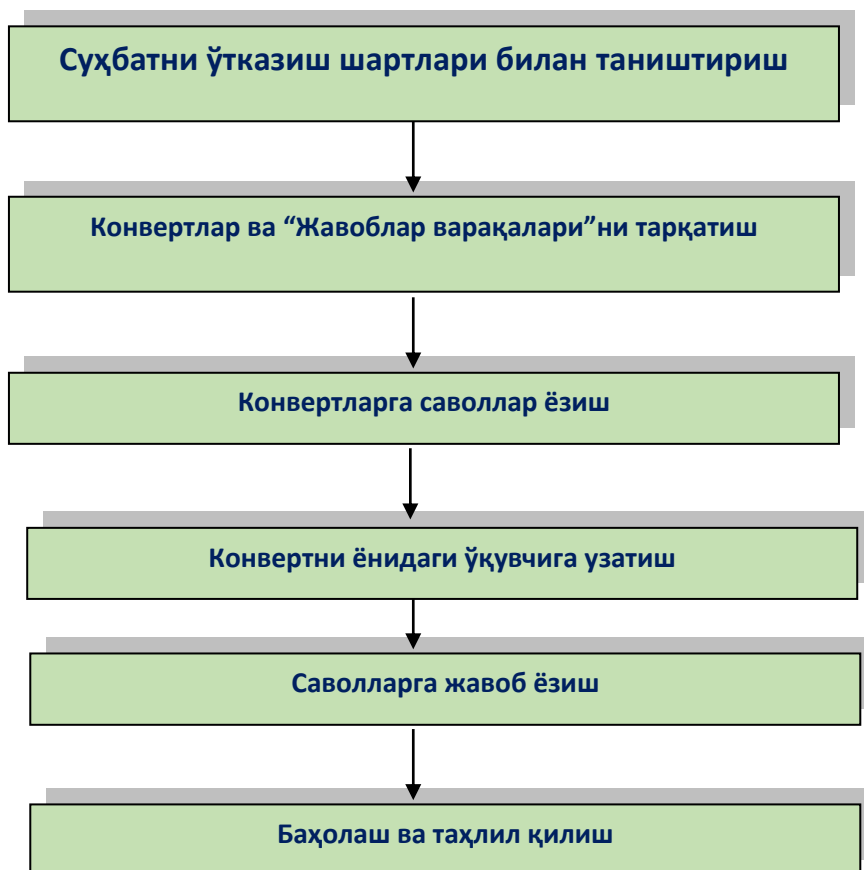 Суҳбатни ўтказиш шартлари билан таништириш
Конвертлар ва “Жавоблар варақалари”ни тарқатиш
Конвертларга саволлар ёзиш
Конвертни ёнидаги ўқувчига узатиш
Саволларга жавоб ёзиш
Баҳолаш ва таҳлил қилиш